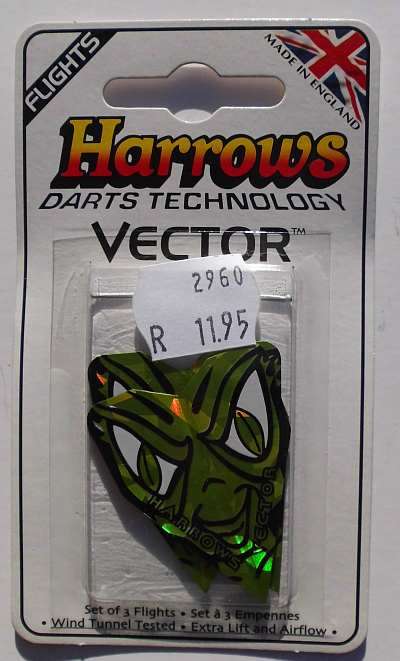 FLIGHTS
MADE IN ENGLAND
Harrows
DARTS TECHNOLOGY
VECTOR™
2960
R 11.95
HARROWS VECTOR
Set of 3 Flights • Set à 3 Empennes
• Wind Tunnel Tested • Extra Lift and Airflow •